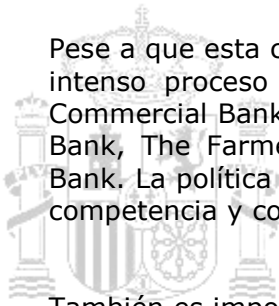 Pese a que esta
intenso proceso
Commercial Bank
Bank, The Farm
Bank. La política
competencia y co
También es impo